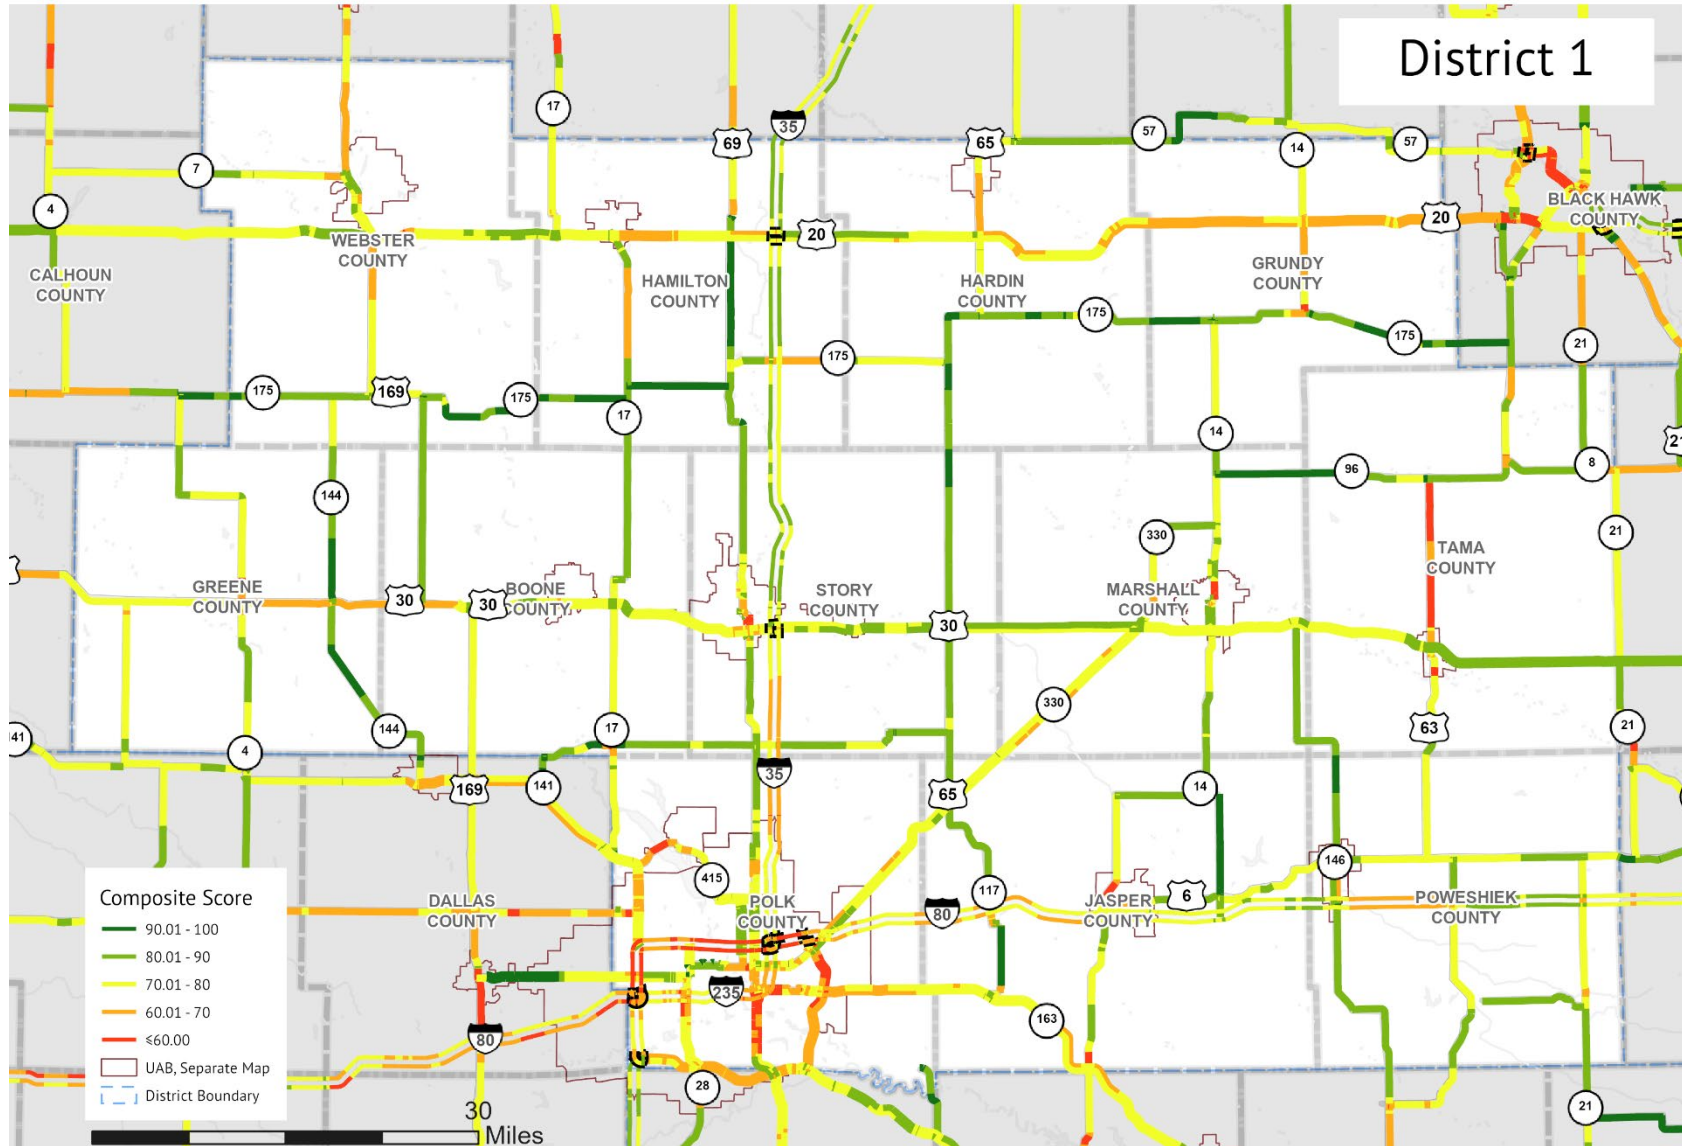 District 1
17
35
69
65
57
14
57
7
4
20
20
BLACK HAWK
COUNTY
WEBSTER
COUNTY
CALHOUN
COUNTY
HAMILTON
COUNTY
HARDIN
COUNTY
GRUNDY
COUNTY
175
175
175
21
175
169
175
17
14
21
96
8
144
330
21
TAMA
COUNTY
GREENE
COUNTY
30
30
BOONE
COUNTY
STORY
COUNTY
30
MARSHALL
COUNTY
330
144
17
63
21
141
4
35
169
141
65
14
415
117
80
6
146
DALLAS
COUNTY
POLK
COUNTY
JASPER
COUNTY
POWESHIEK
COUNTY
235
163
80
28
21
Composite Score
90.01 - 100
80.01 - 90
70.01 - 80
60.01 - 70
≤60.00
UAB, Separate Map
District Boundary
30
Miles